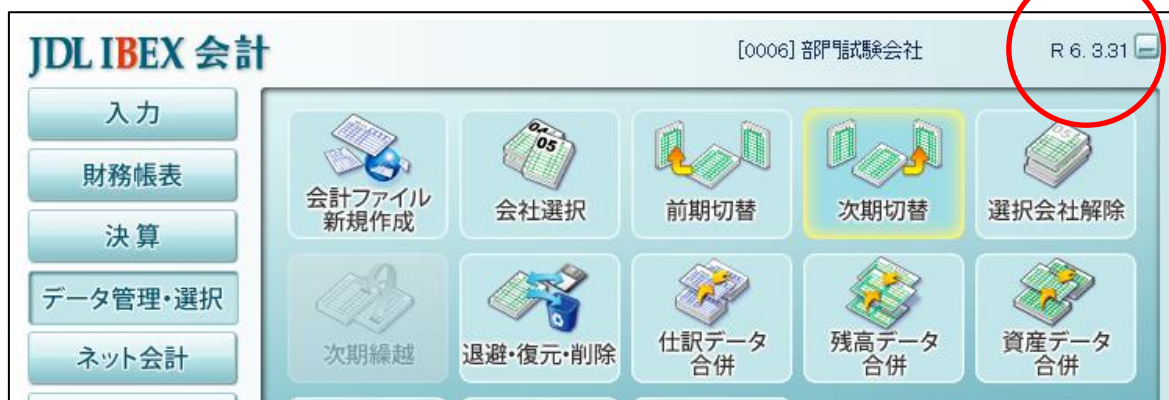 JDL IBEX 会計
[0006] 部門試験会社
R 6. 3.31
入力
財務帳表
決算
データ管理・選択
ネット会計
会計ファイル
新規作成
会社選択
前期切替
次期切替
選択会社解除
次期繰越
退避・復元・削除
仕訳データ
合併
残高データ
合併
資産データ
合併
04
05
05